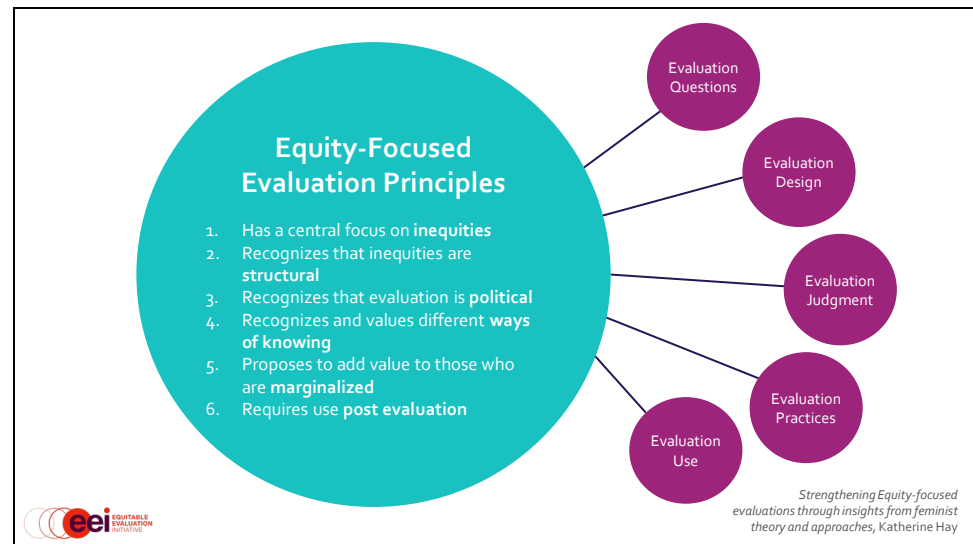 Equity-Focused
Evaluation Principles
1. Has a central focus on inequities
2. Recognizes that inequities are
structural
3. Recognizes that evaluation is political
4. Recognizes and values different ways
of knowing
5. Proposes to add value to those who
are marginalized
6. Requires use post evaluation
Evaluation
Questions
Evaluation
Design
Evaluation
Judgment
Evaluation
Practices
Evaluation
Use
eei EQUITABLE
EVALUATION
INITIATIVE
Strengthening Equity-focused
evaluations through insights from feminist
theory and approaches, Katherine Hay